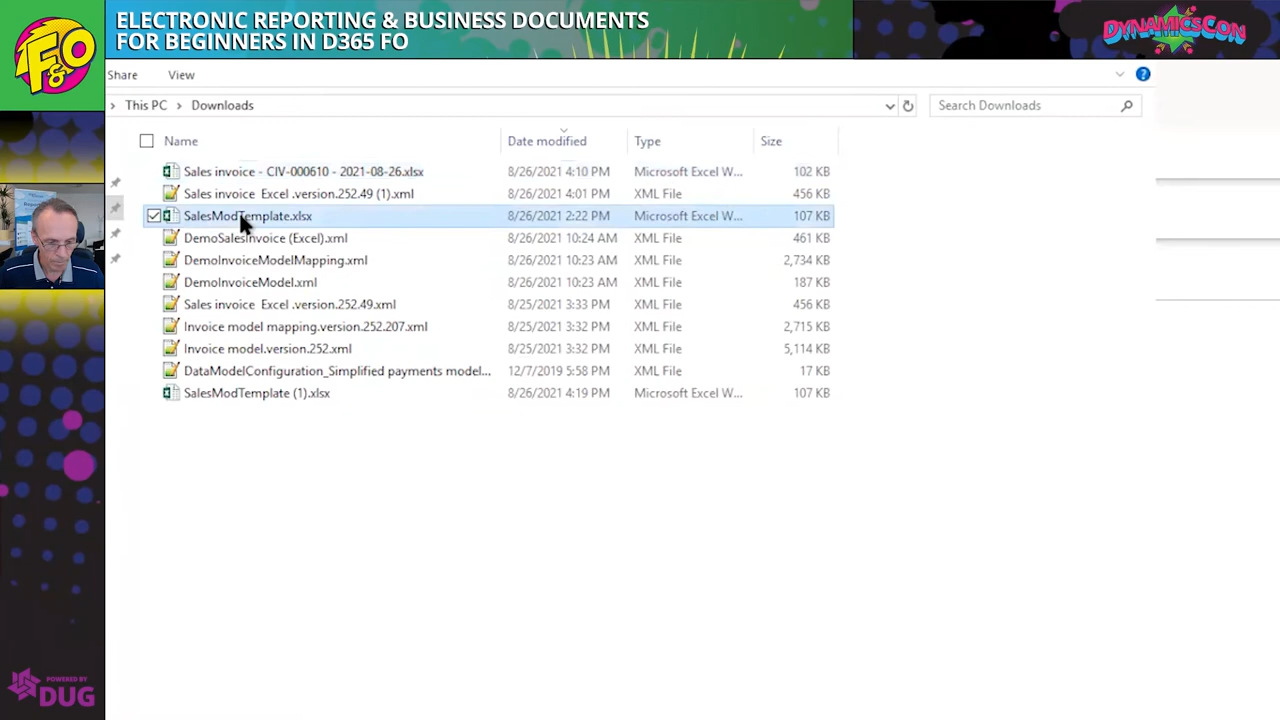 ELECTRONIC REPORTING & BUSINESS DOCUMENTS
FOR BEGINNERS IN D365 FO
F&O
DYNAMICSCON
Share View
This PC > Downloads
Search Downloads
Name Date modified Type Size
Sales invoice - CIV-000610 - 2021-08-26.xlsx 8/26/2021 4:10 PM Microsoft Excel W... 102 KB
Sales invoice Excel .version.252.49 (1).xml 8/26/2021 4:01 PM XML File 456 KB
SalesModTemplate.xlsx 8/26/2021 2:22 PM Microsoft Excel W... 107 KB
DemoSalesInvoice (Excel).xml 8/26/2021 10:24 AM XML File 461 KB
DemoInvoiceModelMapping.xml 8/26/2021 10:23 AM XML File 2,734 KB
DemoInvoiceModel.xml 8/26/2021 10:23 AM XML File 187 KB
Sales invoice Excel .version.252.49.xml 8/25/2021 3:33 PM XML File 456 KB
Invoice model mapping.version.252.207.xml 8/25/2021 3:32 PM XML File 2,715 KB
Invoice model.version.252.xml 8/25/2021 3:32 PM XML File 5,114 KB
DataModelConfiguration_Simplified payments model... 12/7/2019 5:58 PM XML File 17 KB
SalesModTemplate (1).xlsx 8/26/2021 4:19 PM Microsoft Excel W... 107 KB
POWERED BY
DUG